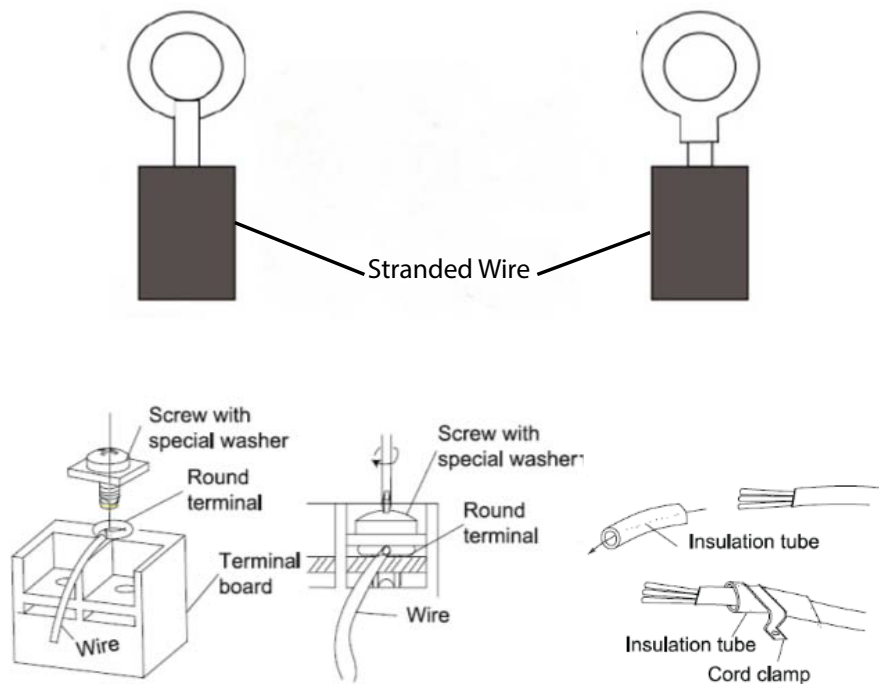 Stranded Wire
Screw with
special washer
Round
terminal
Terminal
board
Wire
Screw with
special washer
Round
terminal
Wire
Insulation tube
Insulation tube
Cord clamp